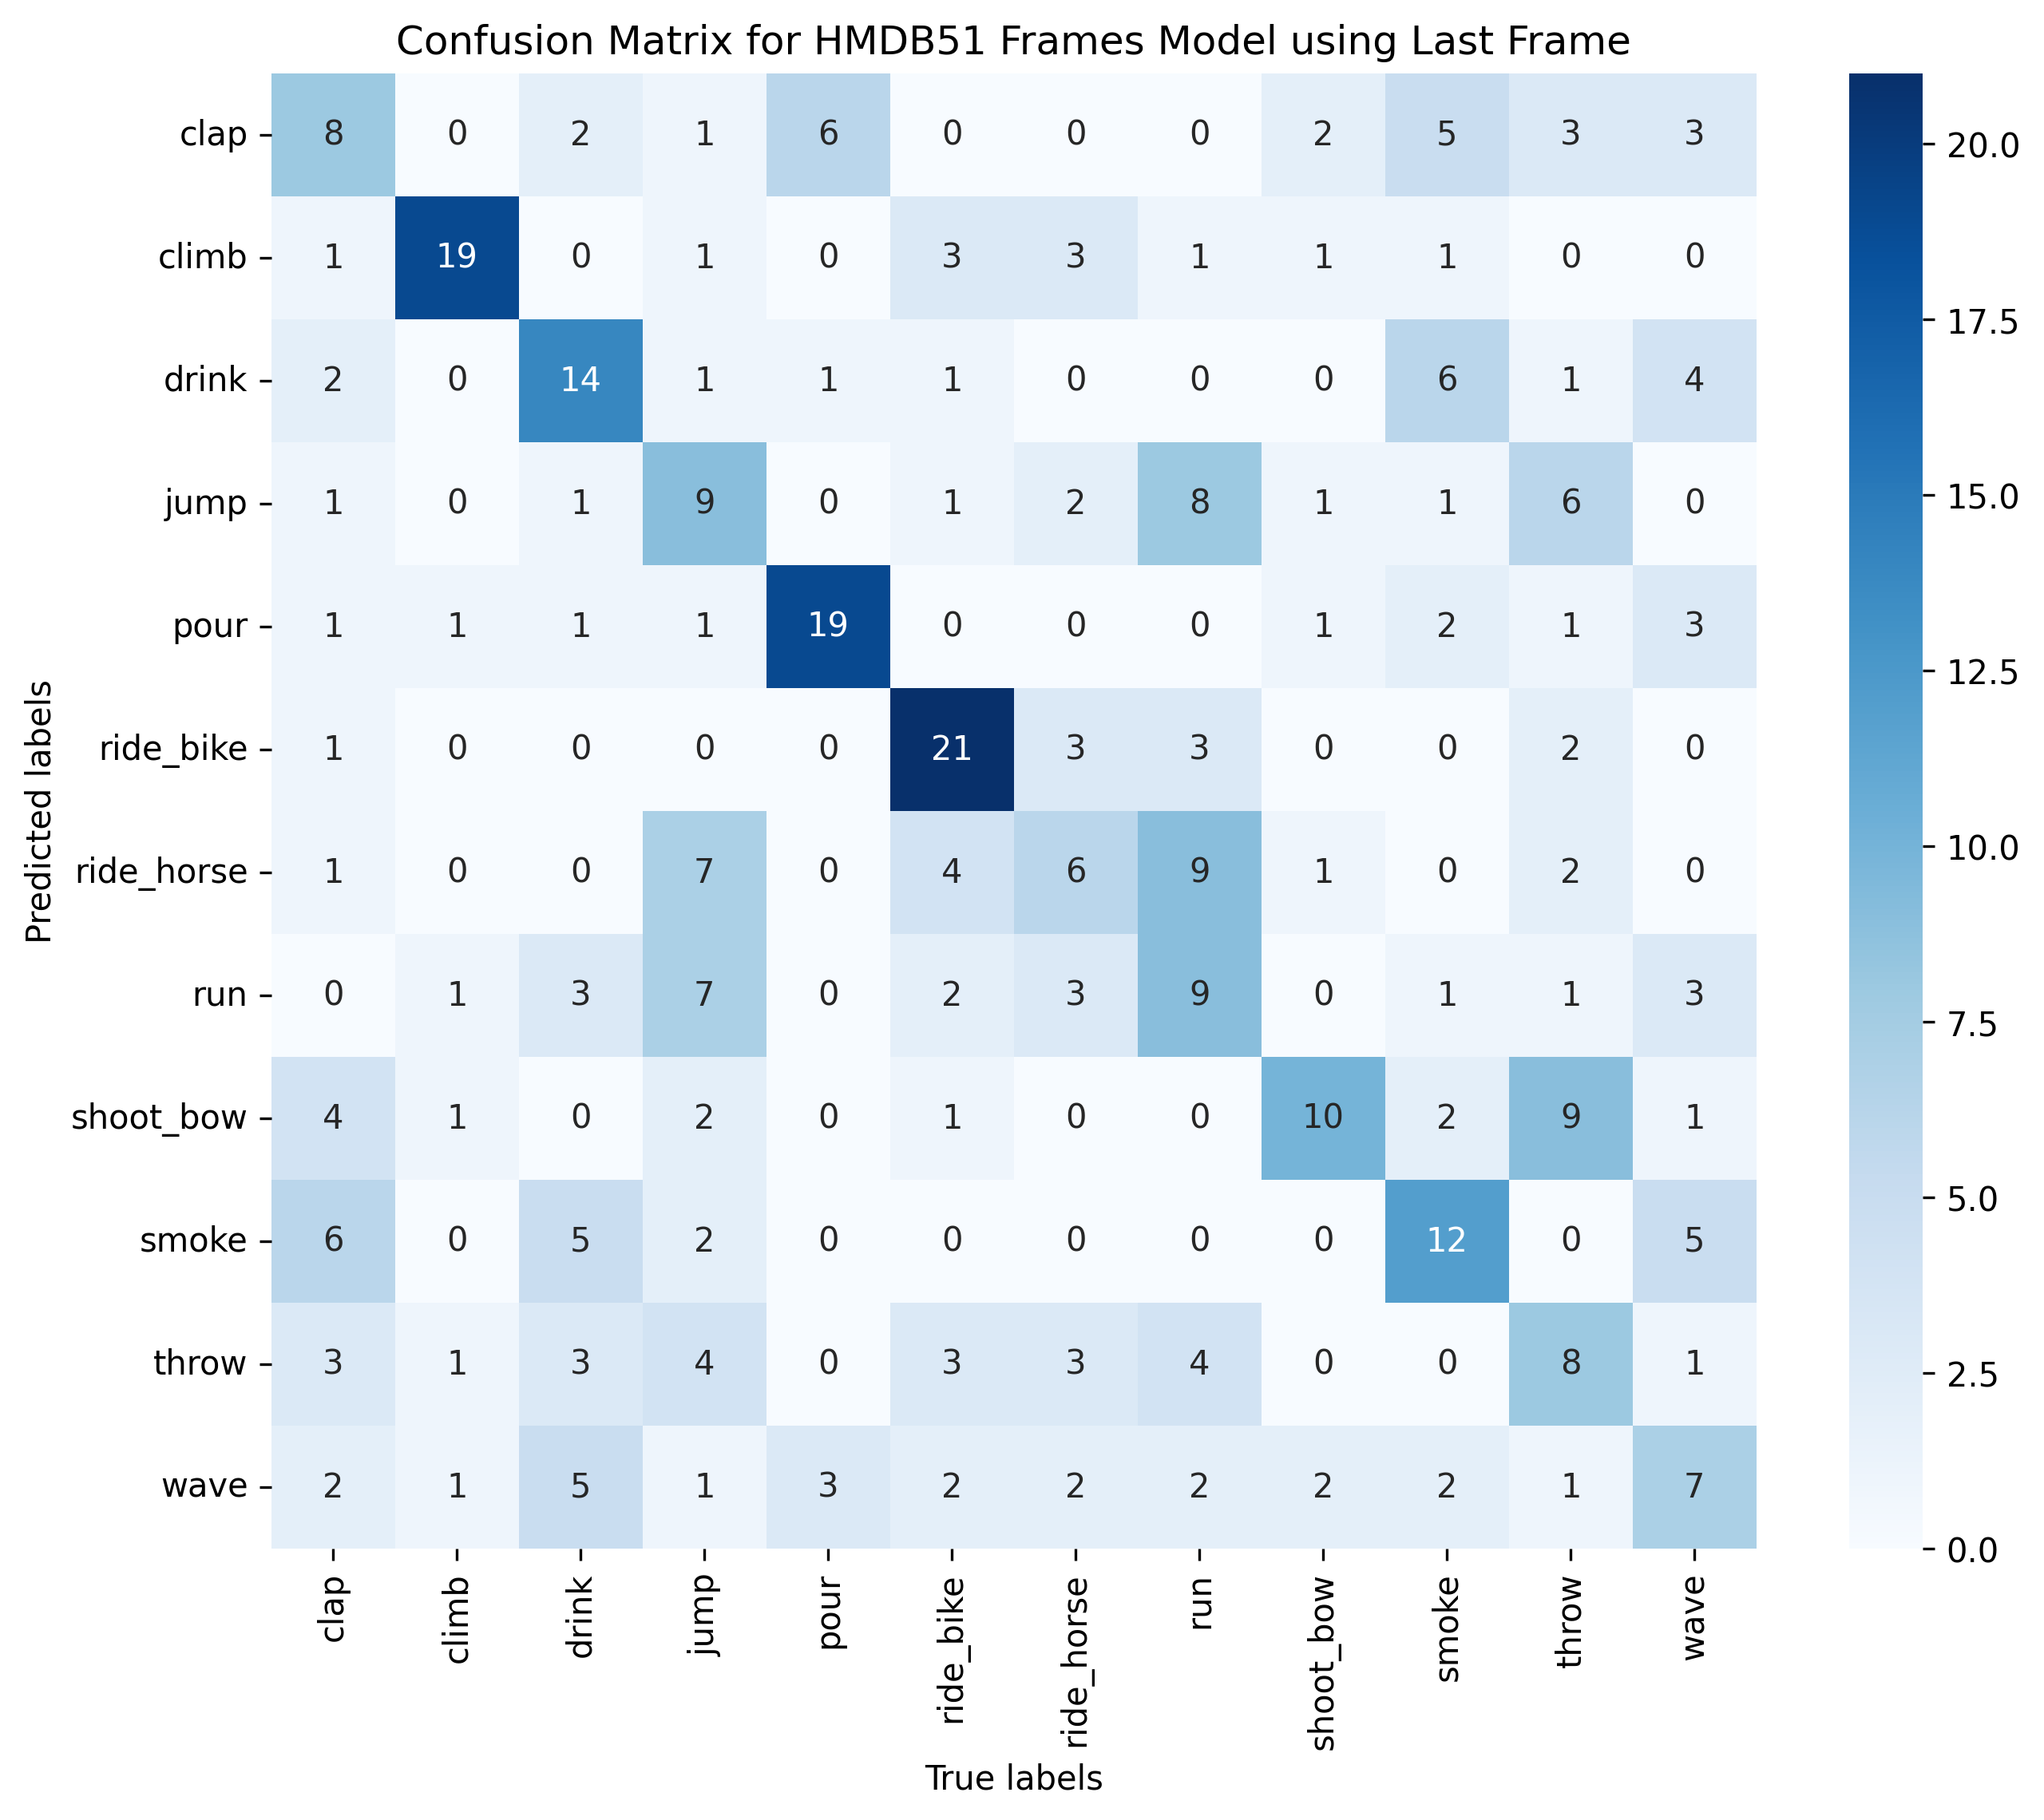 Confusion Matrix for HMDB51 Frames Model using Last Frame
clap 8 0 2 1 6 0 0 0 2 5 3 3
climb 1 19 0 1 0 3 3 1 1 1 0 0
drink 2 0 14 1 1 1 0 0 0 6 1 4
jump 1 0 1 9 0 1 2 8 1 1 6 0
pour 1 1 1 1 19 0 0 0 1 2 1 3
ride_bike 1 0 0 0 0 21 3 3 0 0 2 0
ride_horse 1 0 0 7 0 4 6 9 1 0 2 0
run 0 1 3 7 0 2 3 9 0 1 1 3
shoot_bow 4 1 0 2 0 1 0 0 10 2 9 1
smoke 6 0 5 2 0 0 0 0 0 12 0 5
throw 3 1 3 4 0 3 3 4 0 0 8 1
wave 2 1 5 1 3 2 2 2 2 2 1 7
clap climb drink jump pour ride_bike ride_horse run shoot_bow smoke throw wave
True labels
Predicted labels
20.0
17.5
15.0
12.5
10.0
7.5
5.0
2.5
0.0